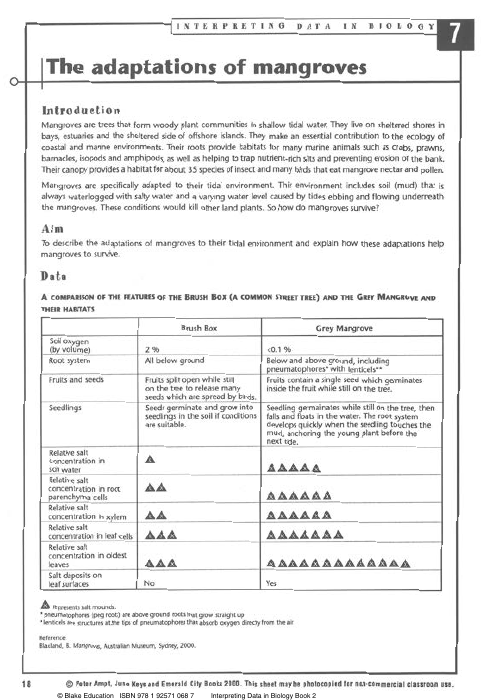 INTERPRETING DATA IN BIOLOGY
7
The adaptations of mangroves
Introduction
Mangroves are trees that form woody plant communities in shallow tidal water. They live on sheltered shores in
bays, estuaries and the sheltered side of offshore islands. They make an essential contribution to the ecology of
coastal and marine environments. Their roots provide habitats for many marine animals such as crabs, prawns,
barnacles, isopods and amphipods, as well as helping to trap nutrient-rich silts and preventing erosion of the bank.
Their canopy provides a habitat for about 35 species of insect and many birds that eat mangrove nectar and pollen.
Mangroves are specifically adapted to their tidal environment. Their environment includes soil (mud) that is
always waterlogged with salty water and a varying water level caused by tides ebbing and flowing underneath
the mangroves. These conditions would kill other land plants. So how do mangroves survive?
Aim
To describe the adaptations of mangroves to their tidal environment and explain how these adaptations help
mangroves to survive.
Data
A COMPARISON OF THE FEATURES OF THE BRUSH BOX (A COMMON STREET TREE) AND THE GREY MANGROVE AND
THEIR HABITATS
Brush Box
Grey Mangrove
Soil oxygen
(by volume)
2 %
<0.1 %
Root system
All below ground
Below and above ground, including
pneumatophores* with lenticels**
Fruits and seeds
Fruits split open while still
on the tree to release many
seeds which are spread by birds.
Fruits contain a single seed which germinates
inside the fruit while still on the tree.
Seedlings
Seeds germinate and grow into
seedlings in the soil if conditions
are suitable.
Seedling germainates while still on the tree, then
falls and floats in the water. The root system
develops quickly when the seedling touches the
mud, anchoring the young plant before the
next tide.
Relative salt
concentration in
soil water
Relative salt
concentration in root
parenchyma cells
Relative salt
concentration in xylem
Relative salt
concentration in leaf cells
Relative salt
concentration in oldest
leaves
Salt deposits on
leaf surfaces
No
Yes
Represents salt mounds.
* pneumatophores (peg roots) are above ground roots that grow straight up
*lenticels are structures at the tips of pneumatophores that absorb oxygen directly from the air
Reference
Blaxland, B. Mangroves, Australian Museum, Sydney, 2000.
18
© Peter Ampt, June Keys and Emerald City Books 2000. This sheet may be photocopied for non-commercial classroom use.
© Blake Education ISBN 978 1 92571 068 7 Interpreting Data in Biology Book 2